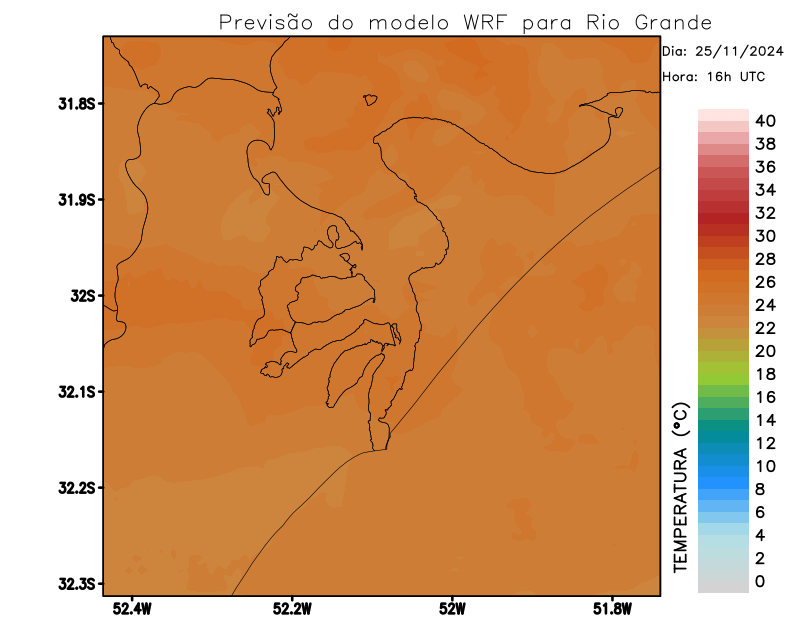 Previsão do modelo WRF para Rio Grande
Dia: 25/11/2024
Hora: 16h UTC
31.8S
31.9S
32S
32.1S
32.2S
32.3S
52.4W
52.2W
52W
51.8W
TEMPERATURA (°C)
40
38
36
34
32
30
28
26
24
22
20
18
16
14
12
10
8
6
4
2
0